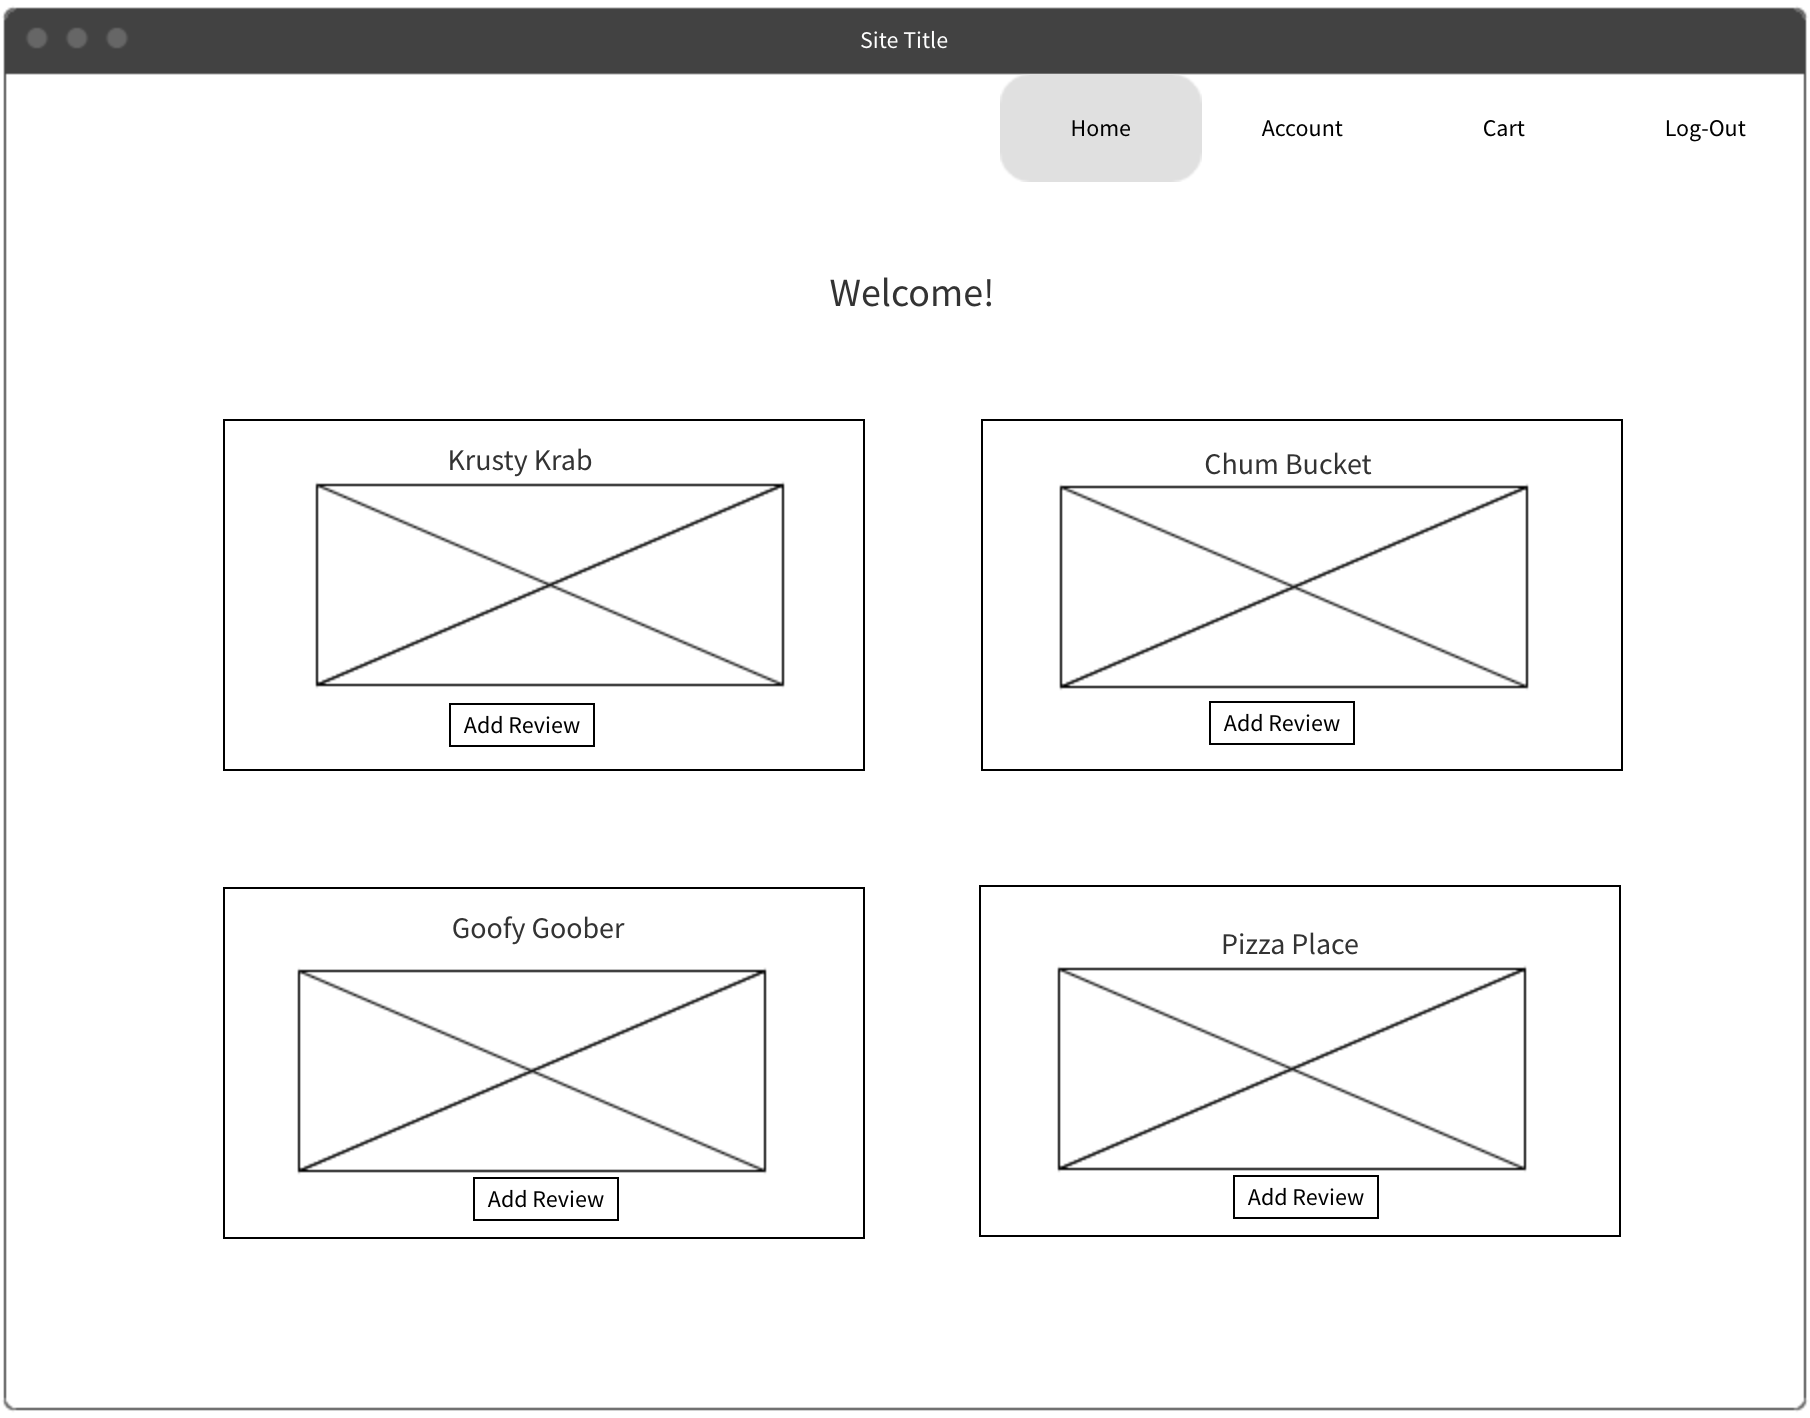 Site Title
Home Account Cart Log-Out
Welcome!
Krusty Krab
Add Review
Chum Bucket
Add Review
Goofy Goober
Add Review
Pizza Place
Add Review